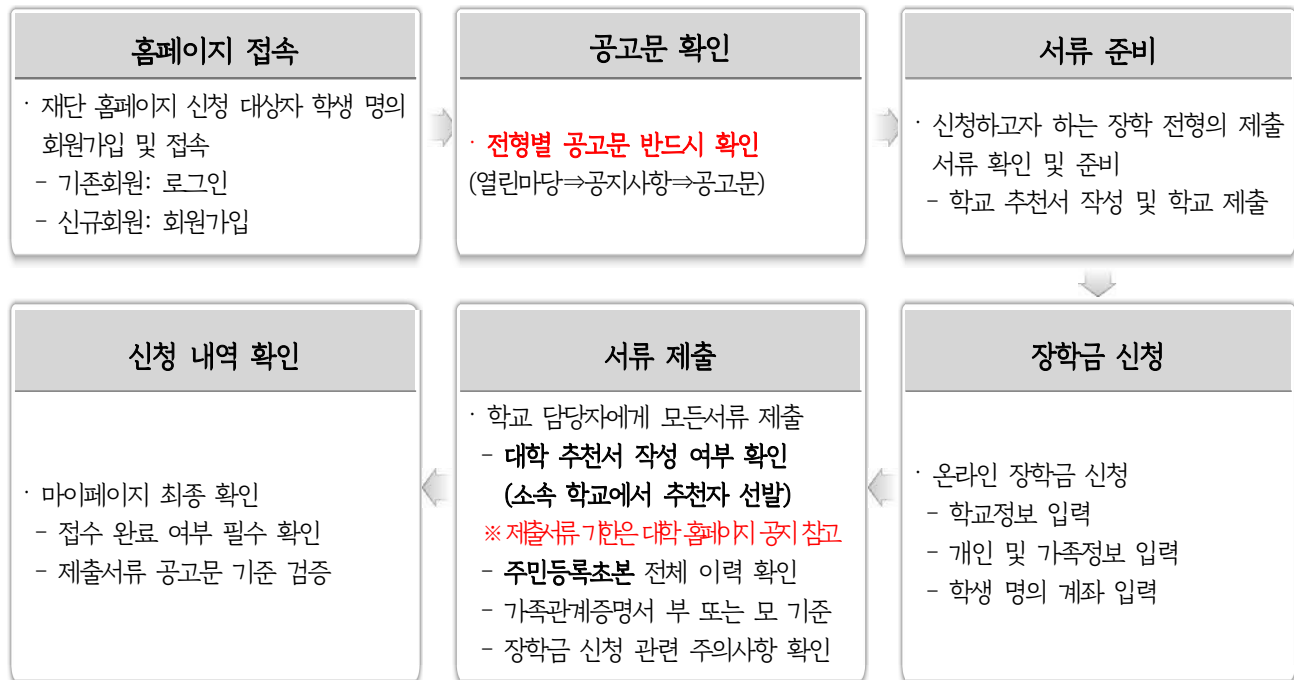 홈페이지 접속
· 재단 홈페이지 신청 대상자 학생 명의
회원가입 및 접속
- 기존회원: 로그인
- 신규회원: 회원가입
공고문 확인
· 전형별 공고문 반드시 확인
(열린마당⇒공지사항⇒공고문)
서류 준비
· 신청하고자 하는 장학 전형의 제출
서류 확인 및 준비
- 학교 추천서 작성 및 학교 제출
장학금 신청
· 온라인 장학금 신청
- 학교정보 입력
- 개인 및 가족정보 입력
- 학생 명의 계좌 입력
서류 제출
· 학교 담당자에게 모든서류 제출
- 대학 추천서 작성 여부 확인
(소속 학교에서 추천자 선발)
※ 제출서류 기한은 대학 홈페이지 공지 참고
- 주민등록초본 전체 이력 확인
- 가족관계증명서 부 또는 모 기준
- 장학금 신청 관련 주의사항 확인
신청 내역 확인
· 마이페이지 최종 확인
- 접수 완료 여부 필수 확인
- 제출서류 공고문 기준 검증